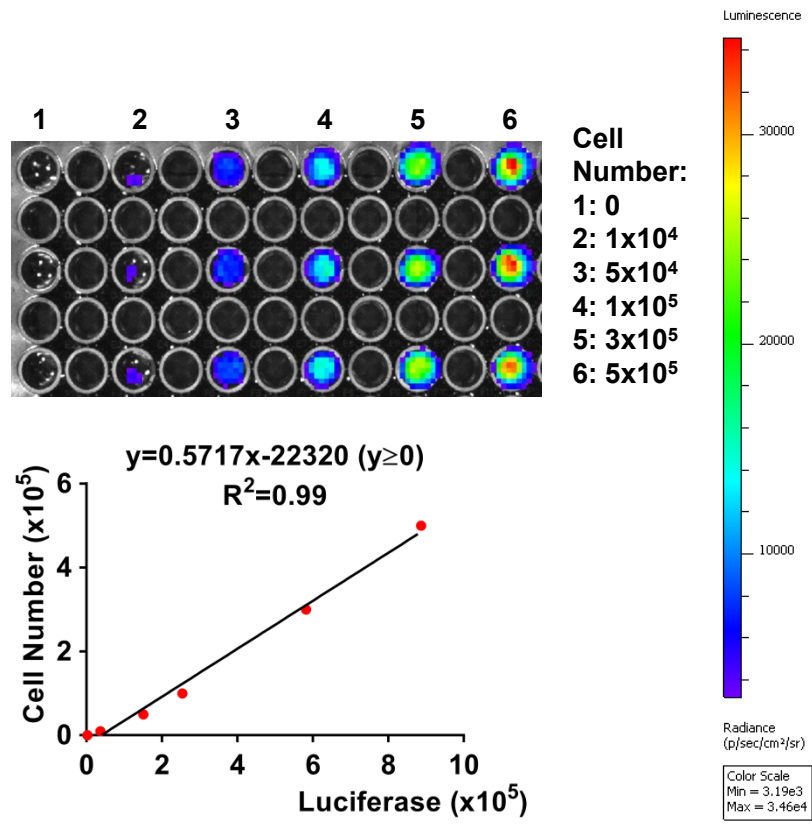 Luminescence
1 2 3 4 5 6
Cell
Number:
1: 0
2: 1x10⁴
3: 5x10⁴
4: 1x10⁵
5: 3x10⁵
6: 5x10⁵
30000
20000
10000
Radiance
(p/sec/cm²/sr)
Color Scale
Min = 3.19e3
Max = 3.46e4
y=0.5717x-22320 (y≥0)
R²=0.99
Cell Number (x10⁵)
6
4
2
0
0 2 4 6 8 10
Luciferase (x10⁵)